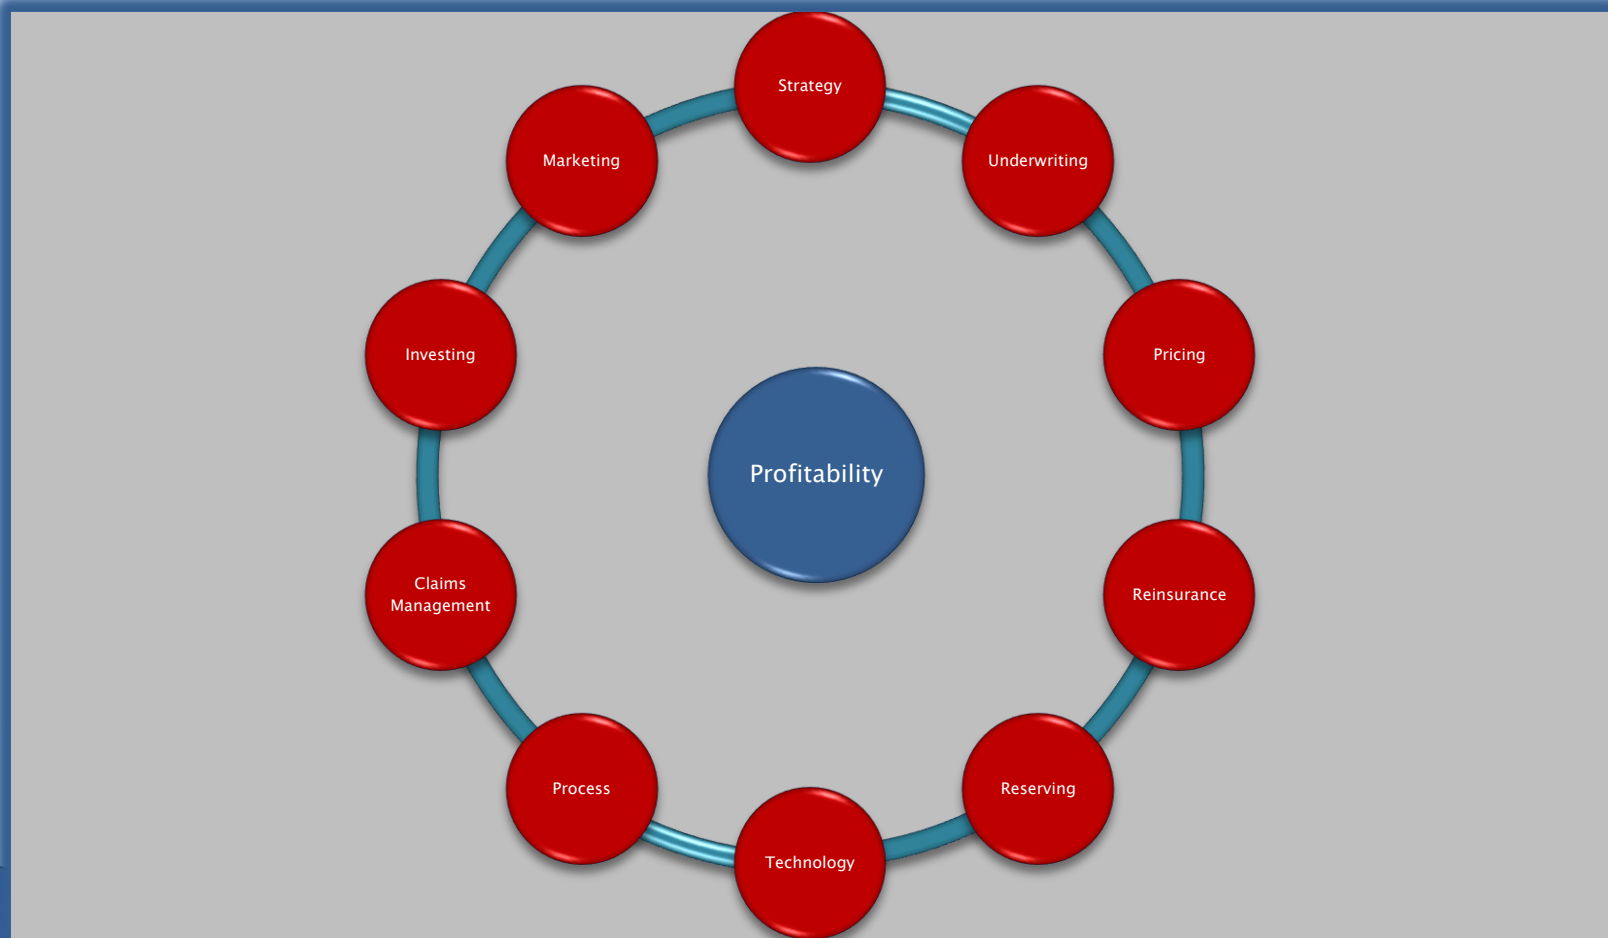 Strategy
Underwriting
Pricing
Reinsurance
Reserving
Technology
Process
Claims
Management
Investing
Marketing
Profitability